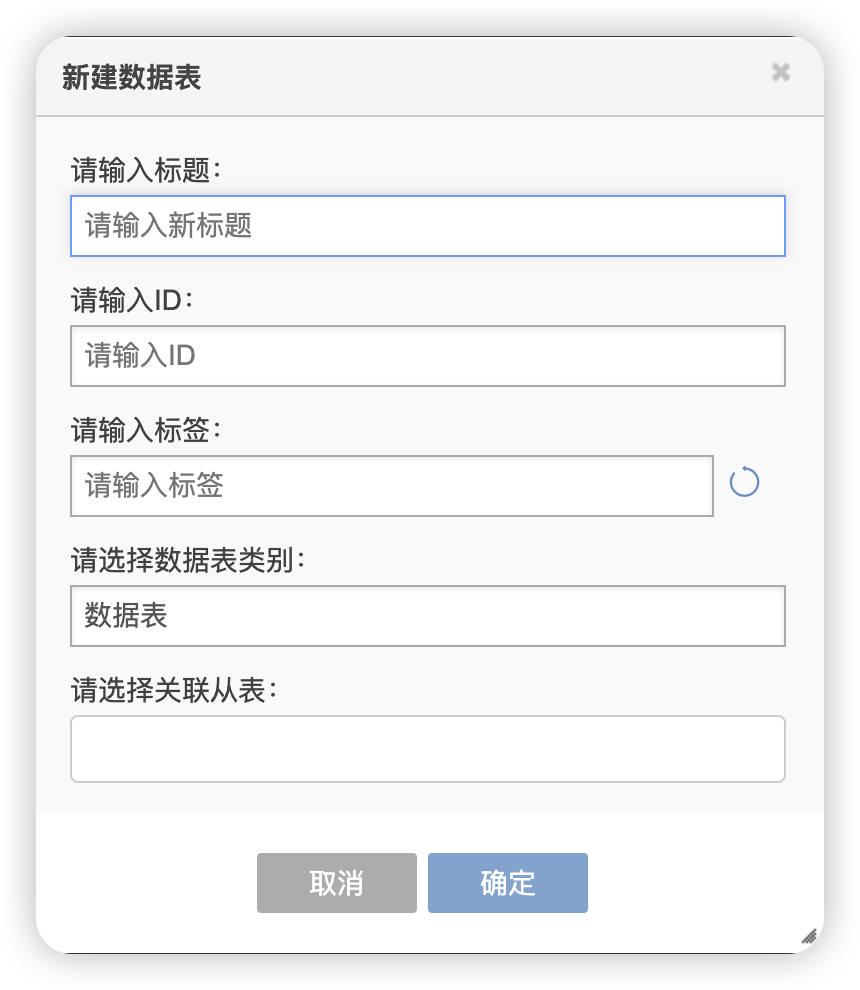 新建数据表
请输入标题：
请输入新标题
请输入ID：
请输入ID
请输入标签：
请输入标签
请选择数据表类别：
数据表
请选择关联从表：
取消
确定